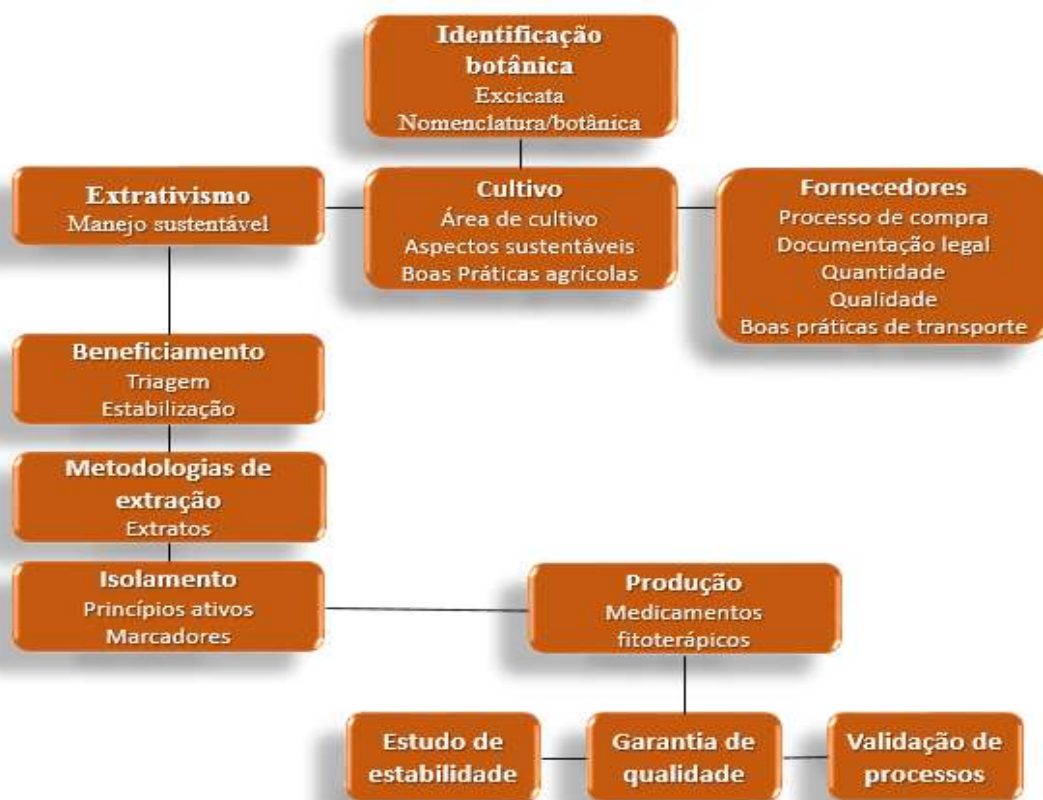 Identificação
botânica
Excicata
Nomenclatura/botânica
Extrativismo
Manejo sustentável
Cultivo
Área de cultivo
Aspectos sustentáveis
Boas Práticas agrícolas
Fornecedores
Processo de compra
Documentação legal
Quantidade
Qualidade
Boas práticas de transporte
Beneficiamento
Triagem
Estabilização
Metodologias de
extração
Extratos
Isolamento
Princípios ativos
Marcadores
Produção
Medicamentos
fitoterápicos
Estudo de
estabilidade
Garantia de
qualidade
Validação de
processos